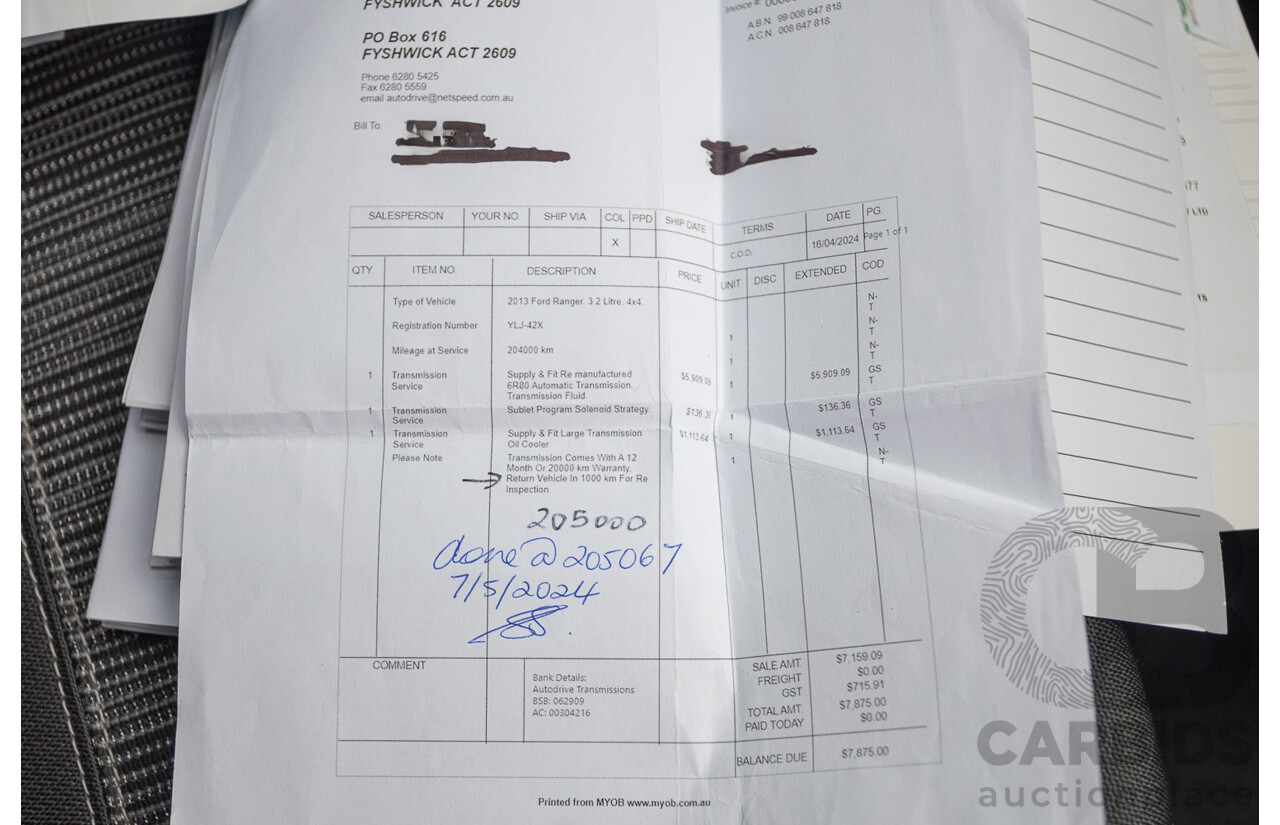 FYSHWICK ACT 2609
PO Box 616
FYSHWICK ACT 2609
Phone 6280 5425
Fax 6280 5559
email autodrive@netspeed.com.au
Invoice #:
A.B.N. 99 008 647 818
A.C.N. 008 647 818
Bill To:
SALESPERSON YOUR NO. SHIP VIA COL PPD SHIP DATE TERMS DATE PG.
X C.O.D. 16/04/2024 Page 1 of 1
QTY. ITEM NO. DESCRIPTION PRICE UNIT DISC EXTENDED COD
Type of Vehicle 2013 Ford Ranger. 3.2 Litre. 4x4. N-
T
Registration Number YLJ-42X 1 N-
T
Mileage at Service 204000 km 1 N-
T
1 Transmission Supply & Fit Re manufactured $5,909.09 1 $5,909.09 GS
Service 6R80 Automatic Transmission. T
Transmission Fluid.
1 Transmission Sublet Program Solenoid Strategy. $136.36 1 $136.36 GS
Service T
1 Transmission Supply & Fit Large Transmission $1,113.64 1 $1,113.64 GS
Service Oil Cooler T
Please Note Transmission Comes With A 12 1 N-
Month Or 20000 km Warranty. T
Return Vehicle In 1000 km For Re
Inspection.
205000
done @ 205067
7/5/2024
COMMENT
Bank Details:
Autodrive Transmissions
BSB: 062909
AC: 00304216
SALE AMT. $7,159.09
FREIGHT $0.00
GST $715.91
TOTAL AMT. $7,875.00
PAID TODAY $0.00
BALANCE DUE $7,875.00
Printed from MYOB www.myob.com.au